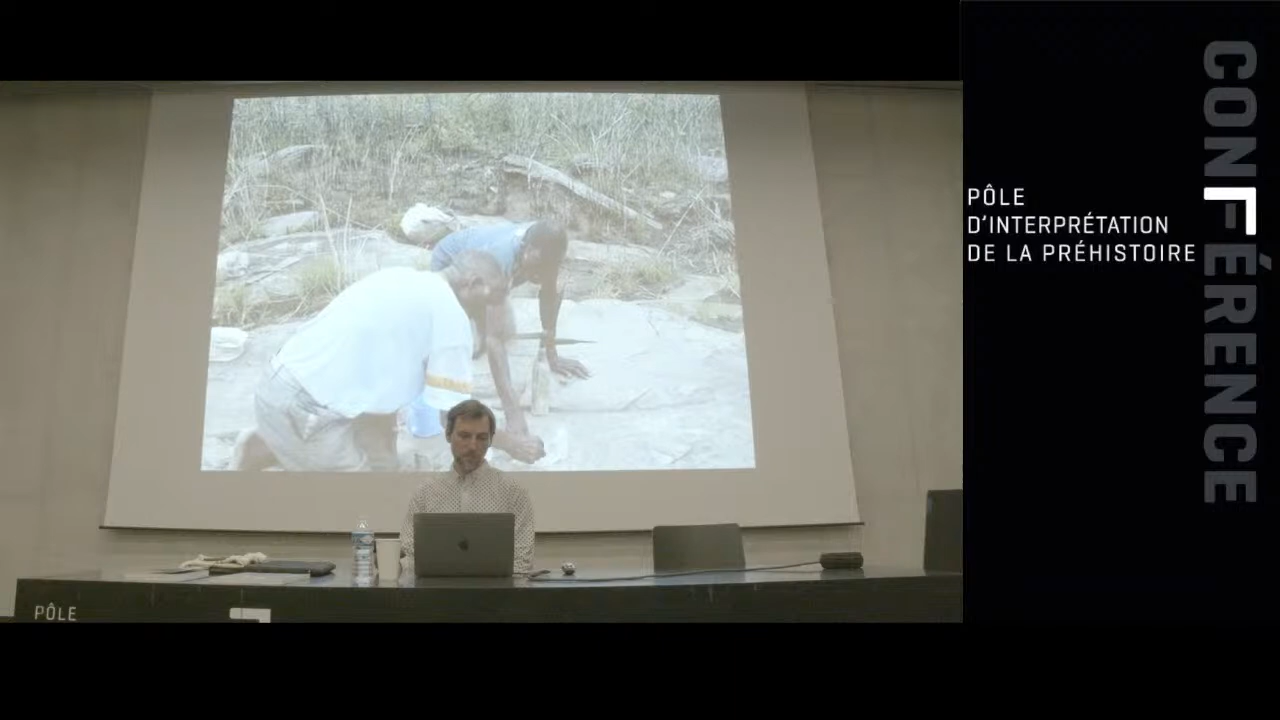 PÔLE
D'INTERPRÉTATION
DE LA PRÉHISTOIRE
CONFÉRENCE
PÔLE